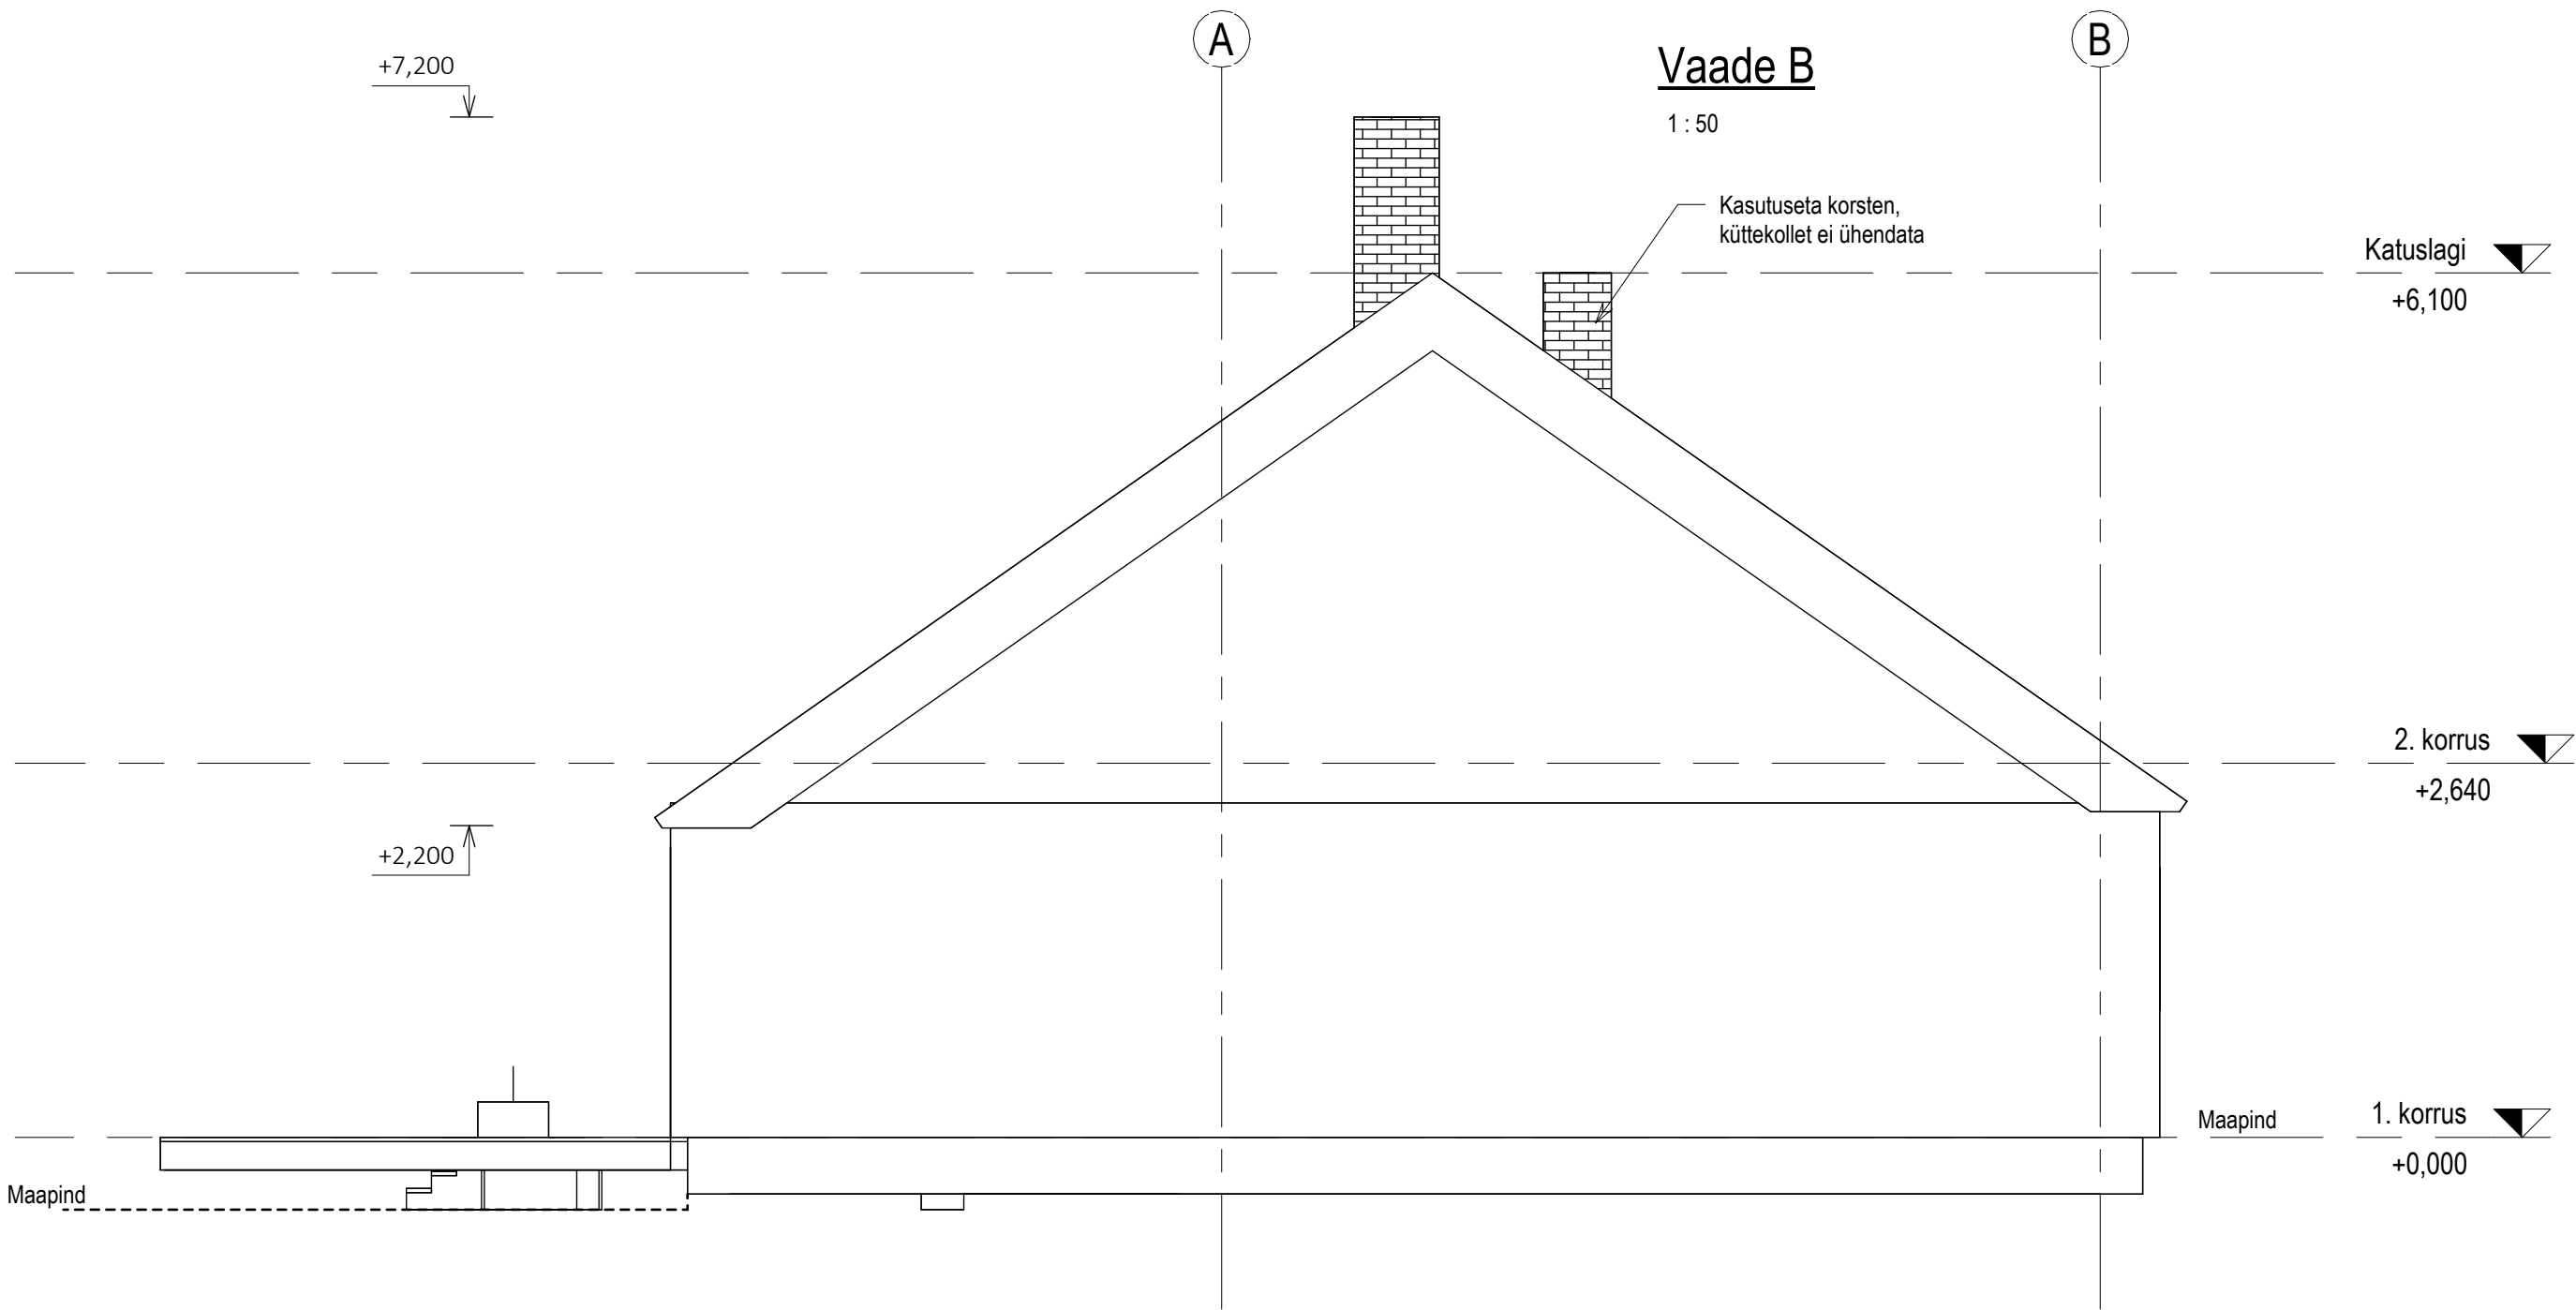 A
B
+7,200
Vaade B
1 : 50
Kasutuseta korsten,
küttekollet ei ühendata
Katuslagi
+6,100
2. korrus
+2,640
+2,200
Maapind
1. korrus
+0,000
Maapind